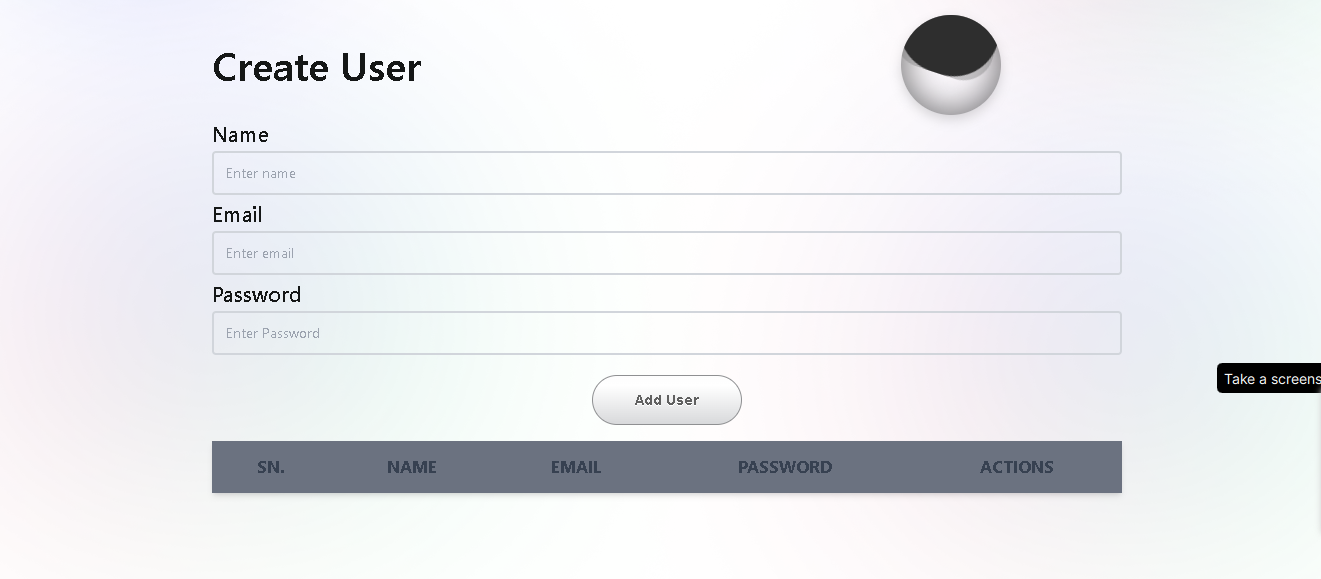 Create User
Name
Enter name
Email
Enter email
Password
Enter Password
Take a screens
Add User
SN. NAME EMAIL PASSWORD ACTIONS